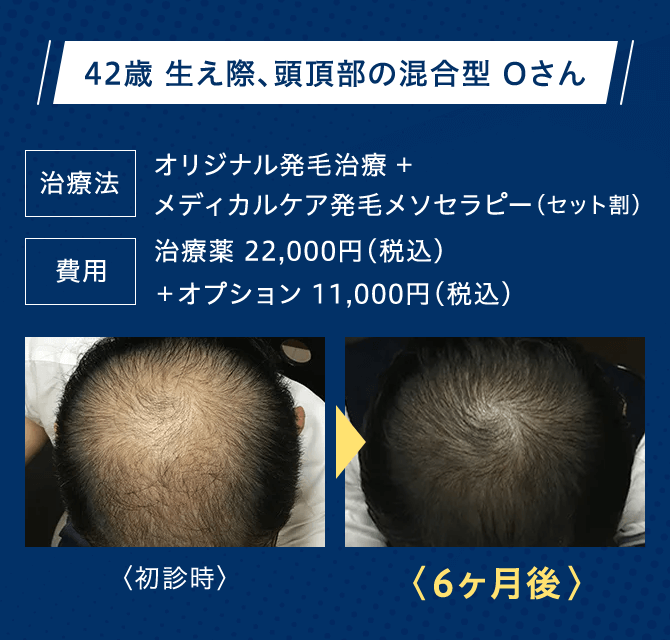 42歳 生え際、頭頂部の混合型 Oさん
治療法
オリジナル発毛治療 +
メディカルケア発毛メソセラピー(セット割)
費用
治療薬 22,000円(税込)
+オプション 11,000円(税込)
〈初診時〉
〈6ヶ月後〉